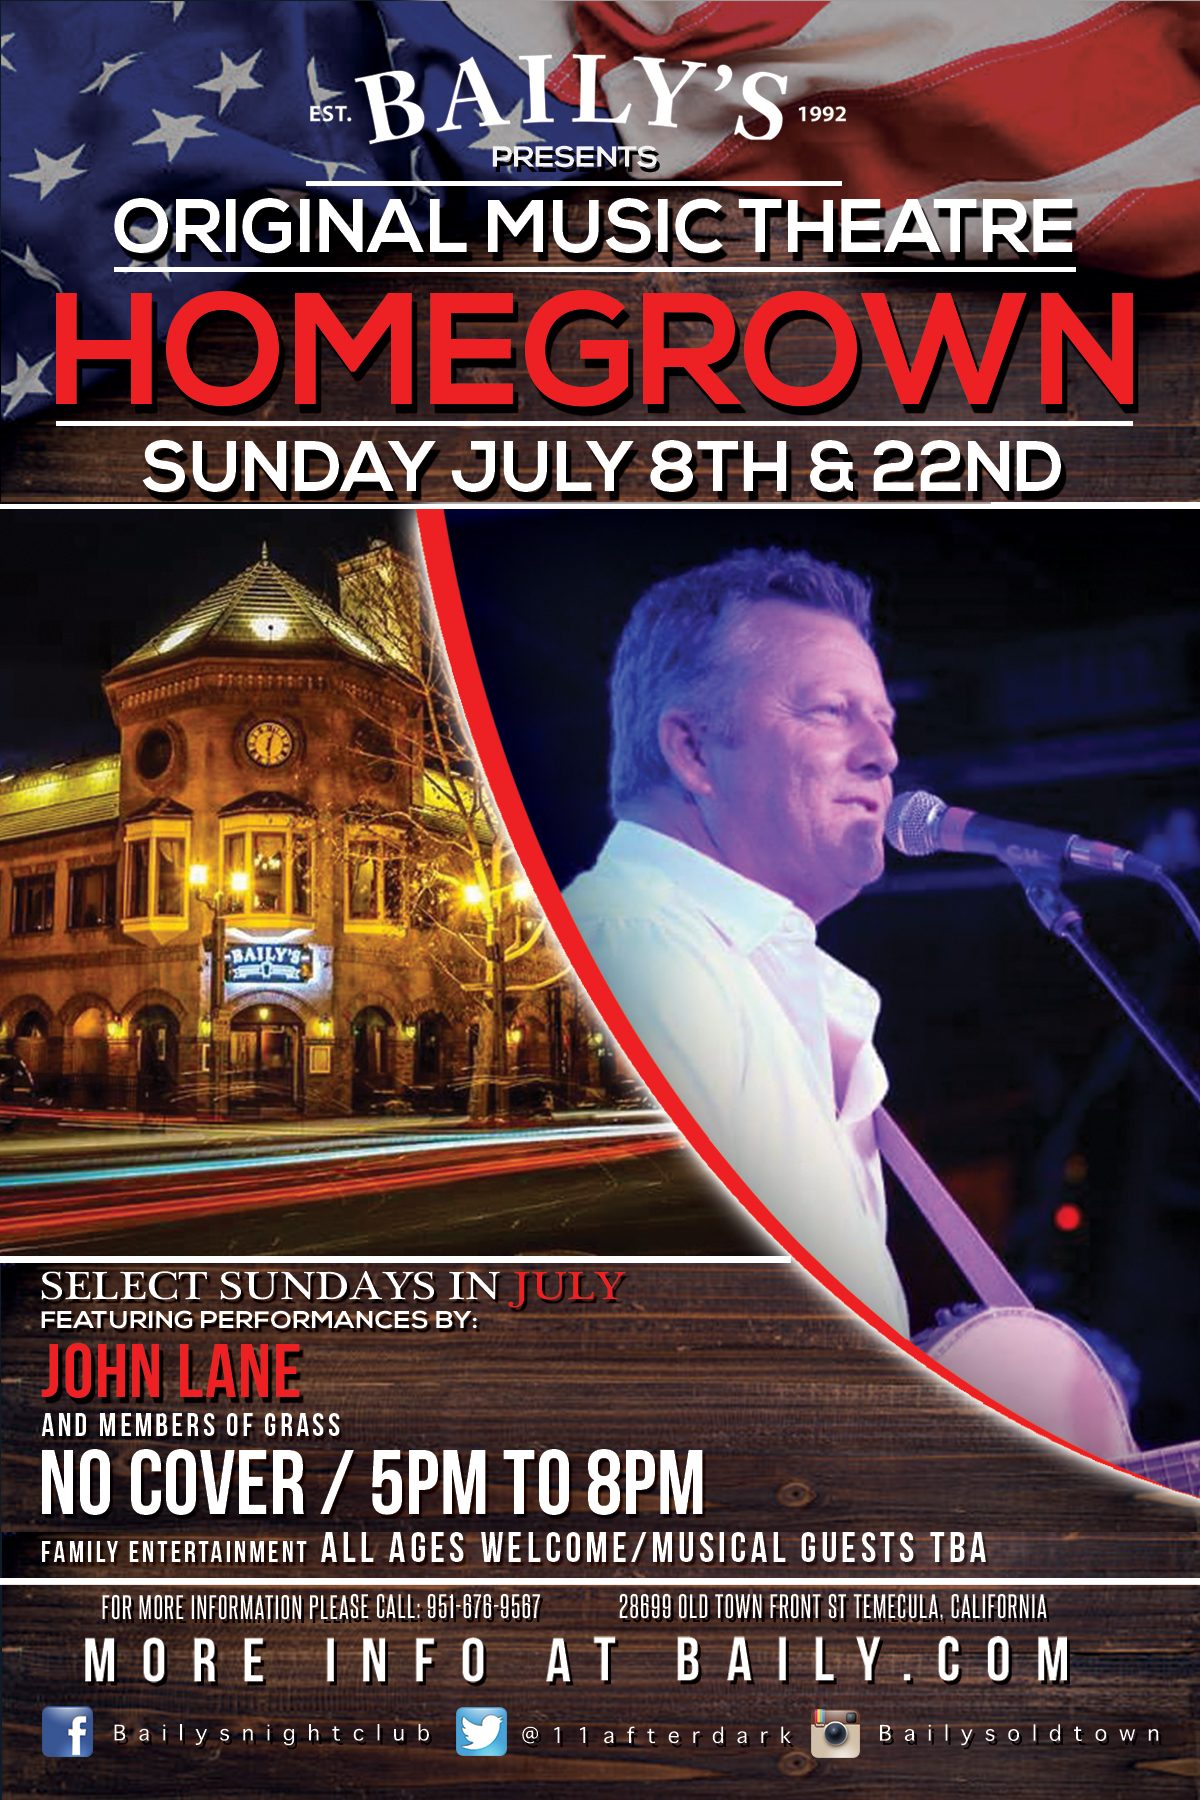 EST. BAILY'S 1992
PRESENTS
ORIGINAL MUSIC THEATRE
HOMEGROWN
SUNDAY JULY 8TH & 22ND
BAILY'S
SELECT SUNDAYS IN JULY
FEATURING PERFORMANCES BY:
JOHN LANE
AND MEMBERS OF GRASS
NO COVER / 5PM TO 8PM
FAMILY ENTERTAINMENT ALL AGES WELCOME/MUSICAL GUESTS TBA
FOR MORE INFORMATION PLEASE CALL: 951-676-9567 28699 OLD TOWN FRONT ST TEMECULA, CALIFORNIA
MORE INFO AT BAILY.COM
f Bailysnightclub @11afterdark Bailysoldtown